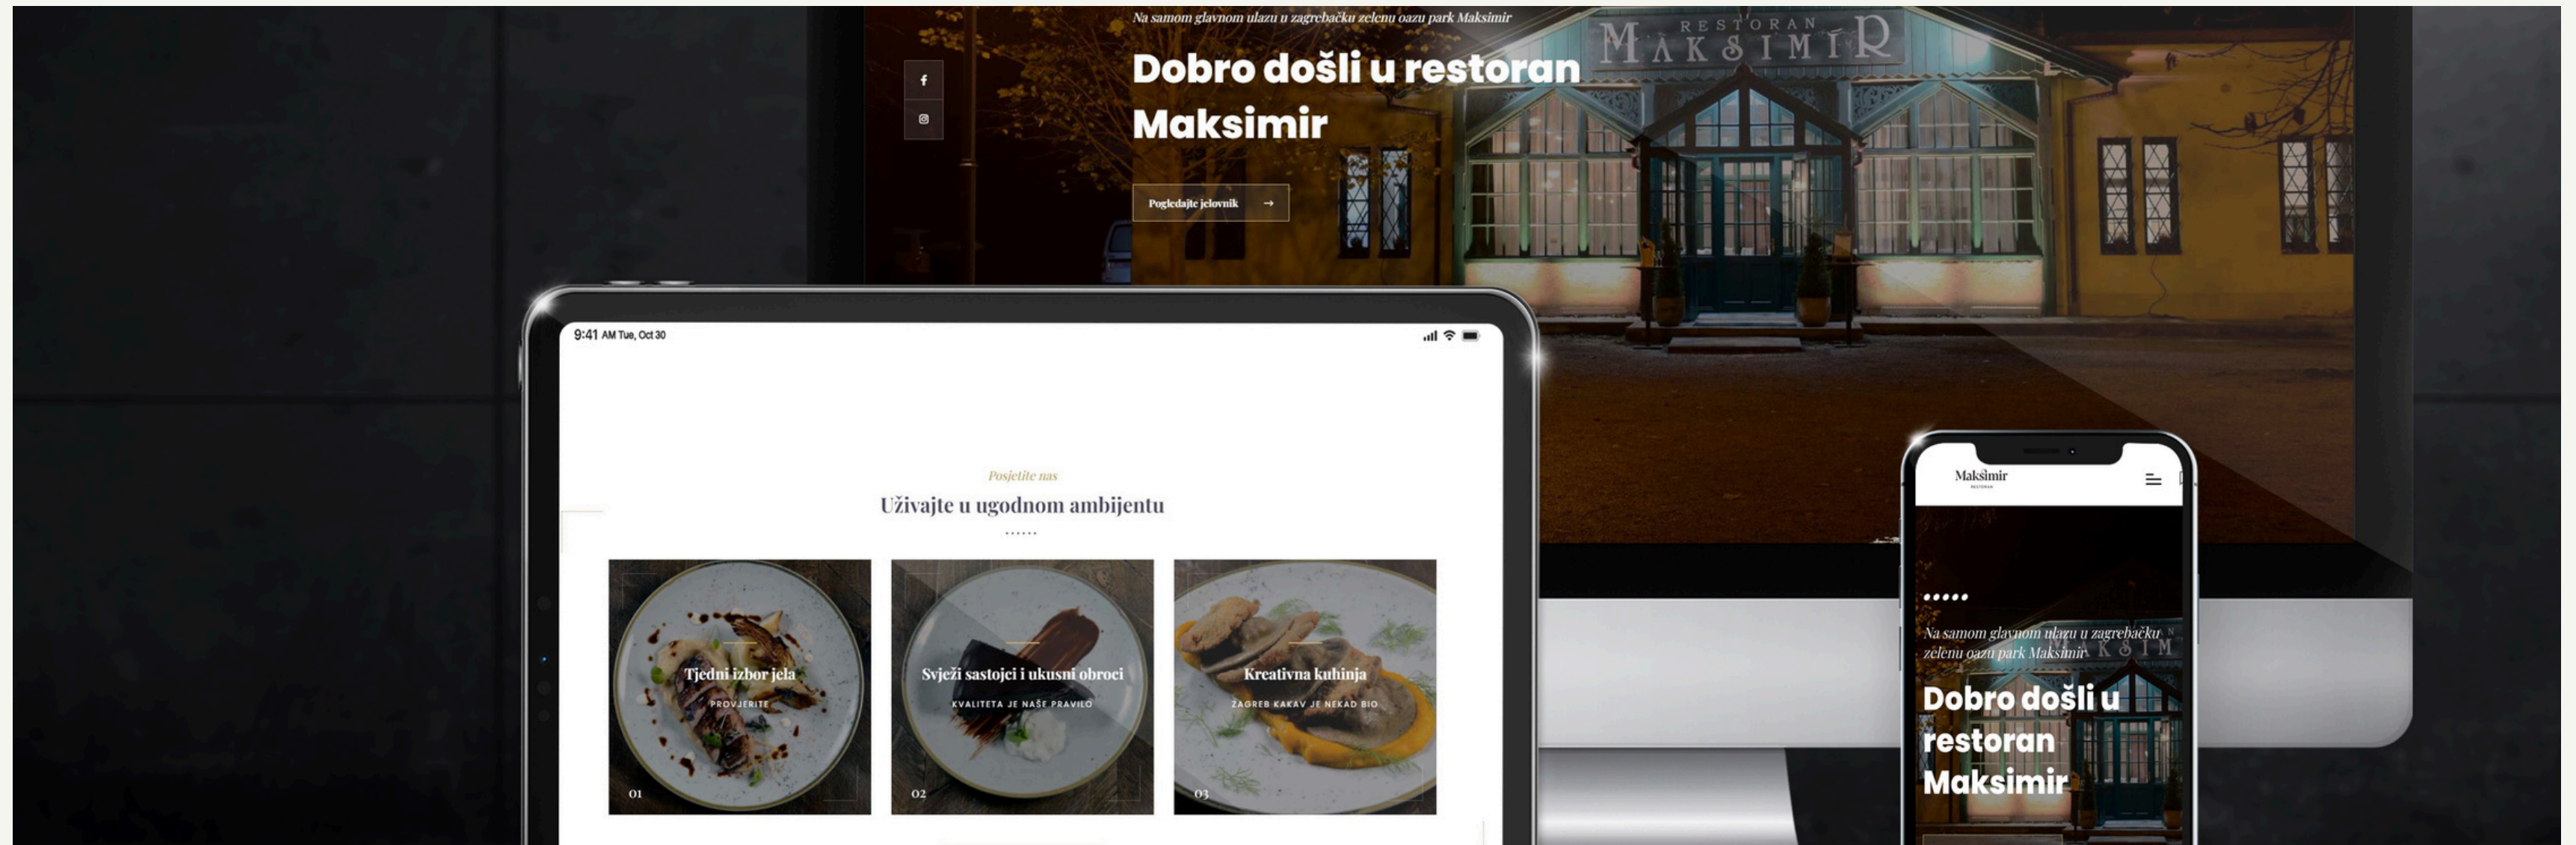 Na samom glavnom ulazu u zagrebačku zelenu oazu park Maksimir
Dobro došli u restoran
Maksimir
Pogledajte jelovnik
RESTORAN
MAKSIMIR
9:41 AM Tue, Oct 30
Posjetite nas
Uživajte u ugodnom ambijentu
Tjedni izbor jela
PROVJERITE
01
Svježi sastojci i ukusni obroci
KVALITETA JE NAŠE PRAVILO
02
Kreativna kuhinja
ZAGREB KAKAV JE NEKAD BIO
03
Maksimir
RESTORAN
Na samom glavnom ulazu u zagrebačku
zelenu oazu park Maksimir
MAKSIM
Dobro došli u
restoran
Maksimir